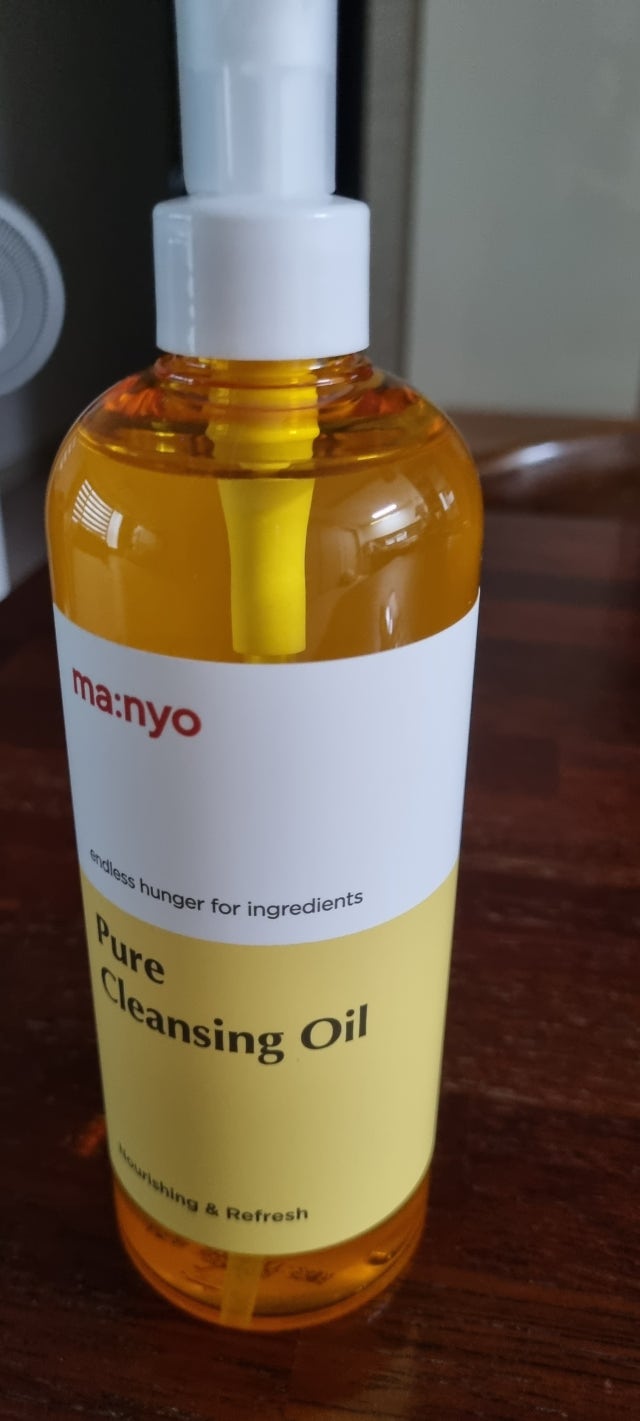 ma:nyo
endless hunger for ingredients
Pure
Cleansing Oil
Nourishing & Refresh